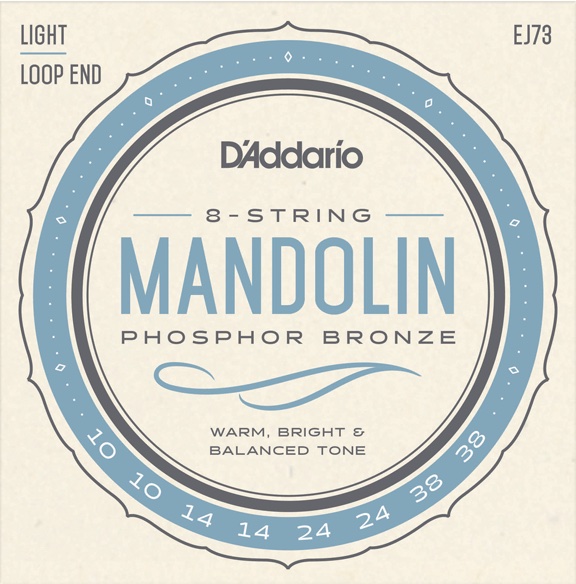 LIGHT
LOOP END
EJ73
D'Addario
8-STRING
MANDOLIN
PHOSPHOR BRONZE
WARM, BRIGHT &
BALANCED TONE
10 10 14 14 24 24 38 38